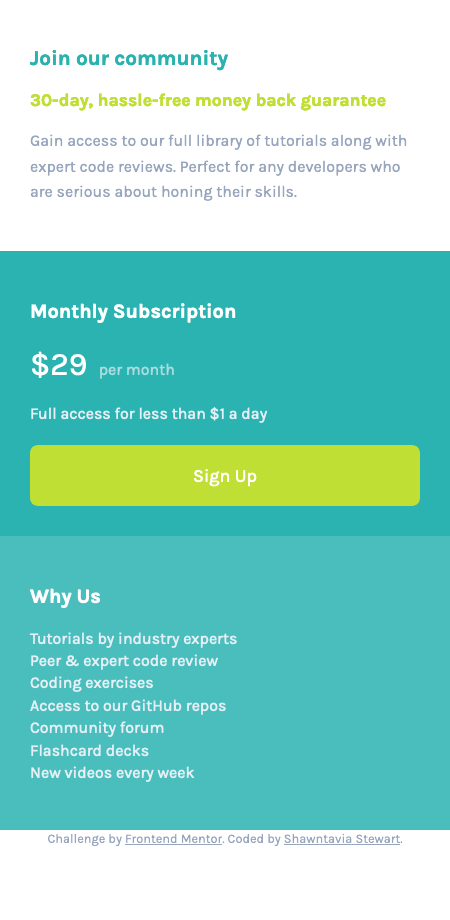 Join our community
30-day, hassle-free money back guarantee
Gain access to our full library of tutorials along with
expert code reviews. Perfect for any developers who
are serious about honing their skills.
Monthly Subscription
$29 per month
Full access for less than $1 a day
Sign Up
Why Us
Tutorials by industry experts
Peer & expert code review
Coding exercises
Access to our GitHub repos
Community forum
Flashcard decks
New videos every week
Challenge by Frontend Mentor. Coded by Shawntavia Stewart.